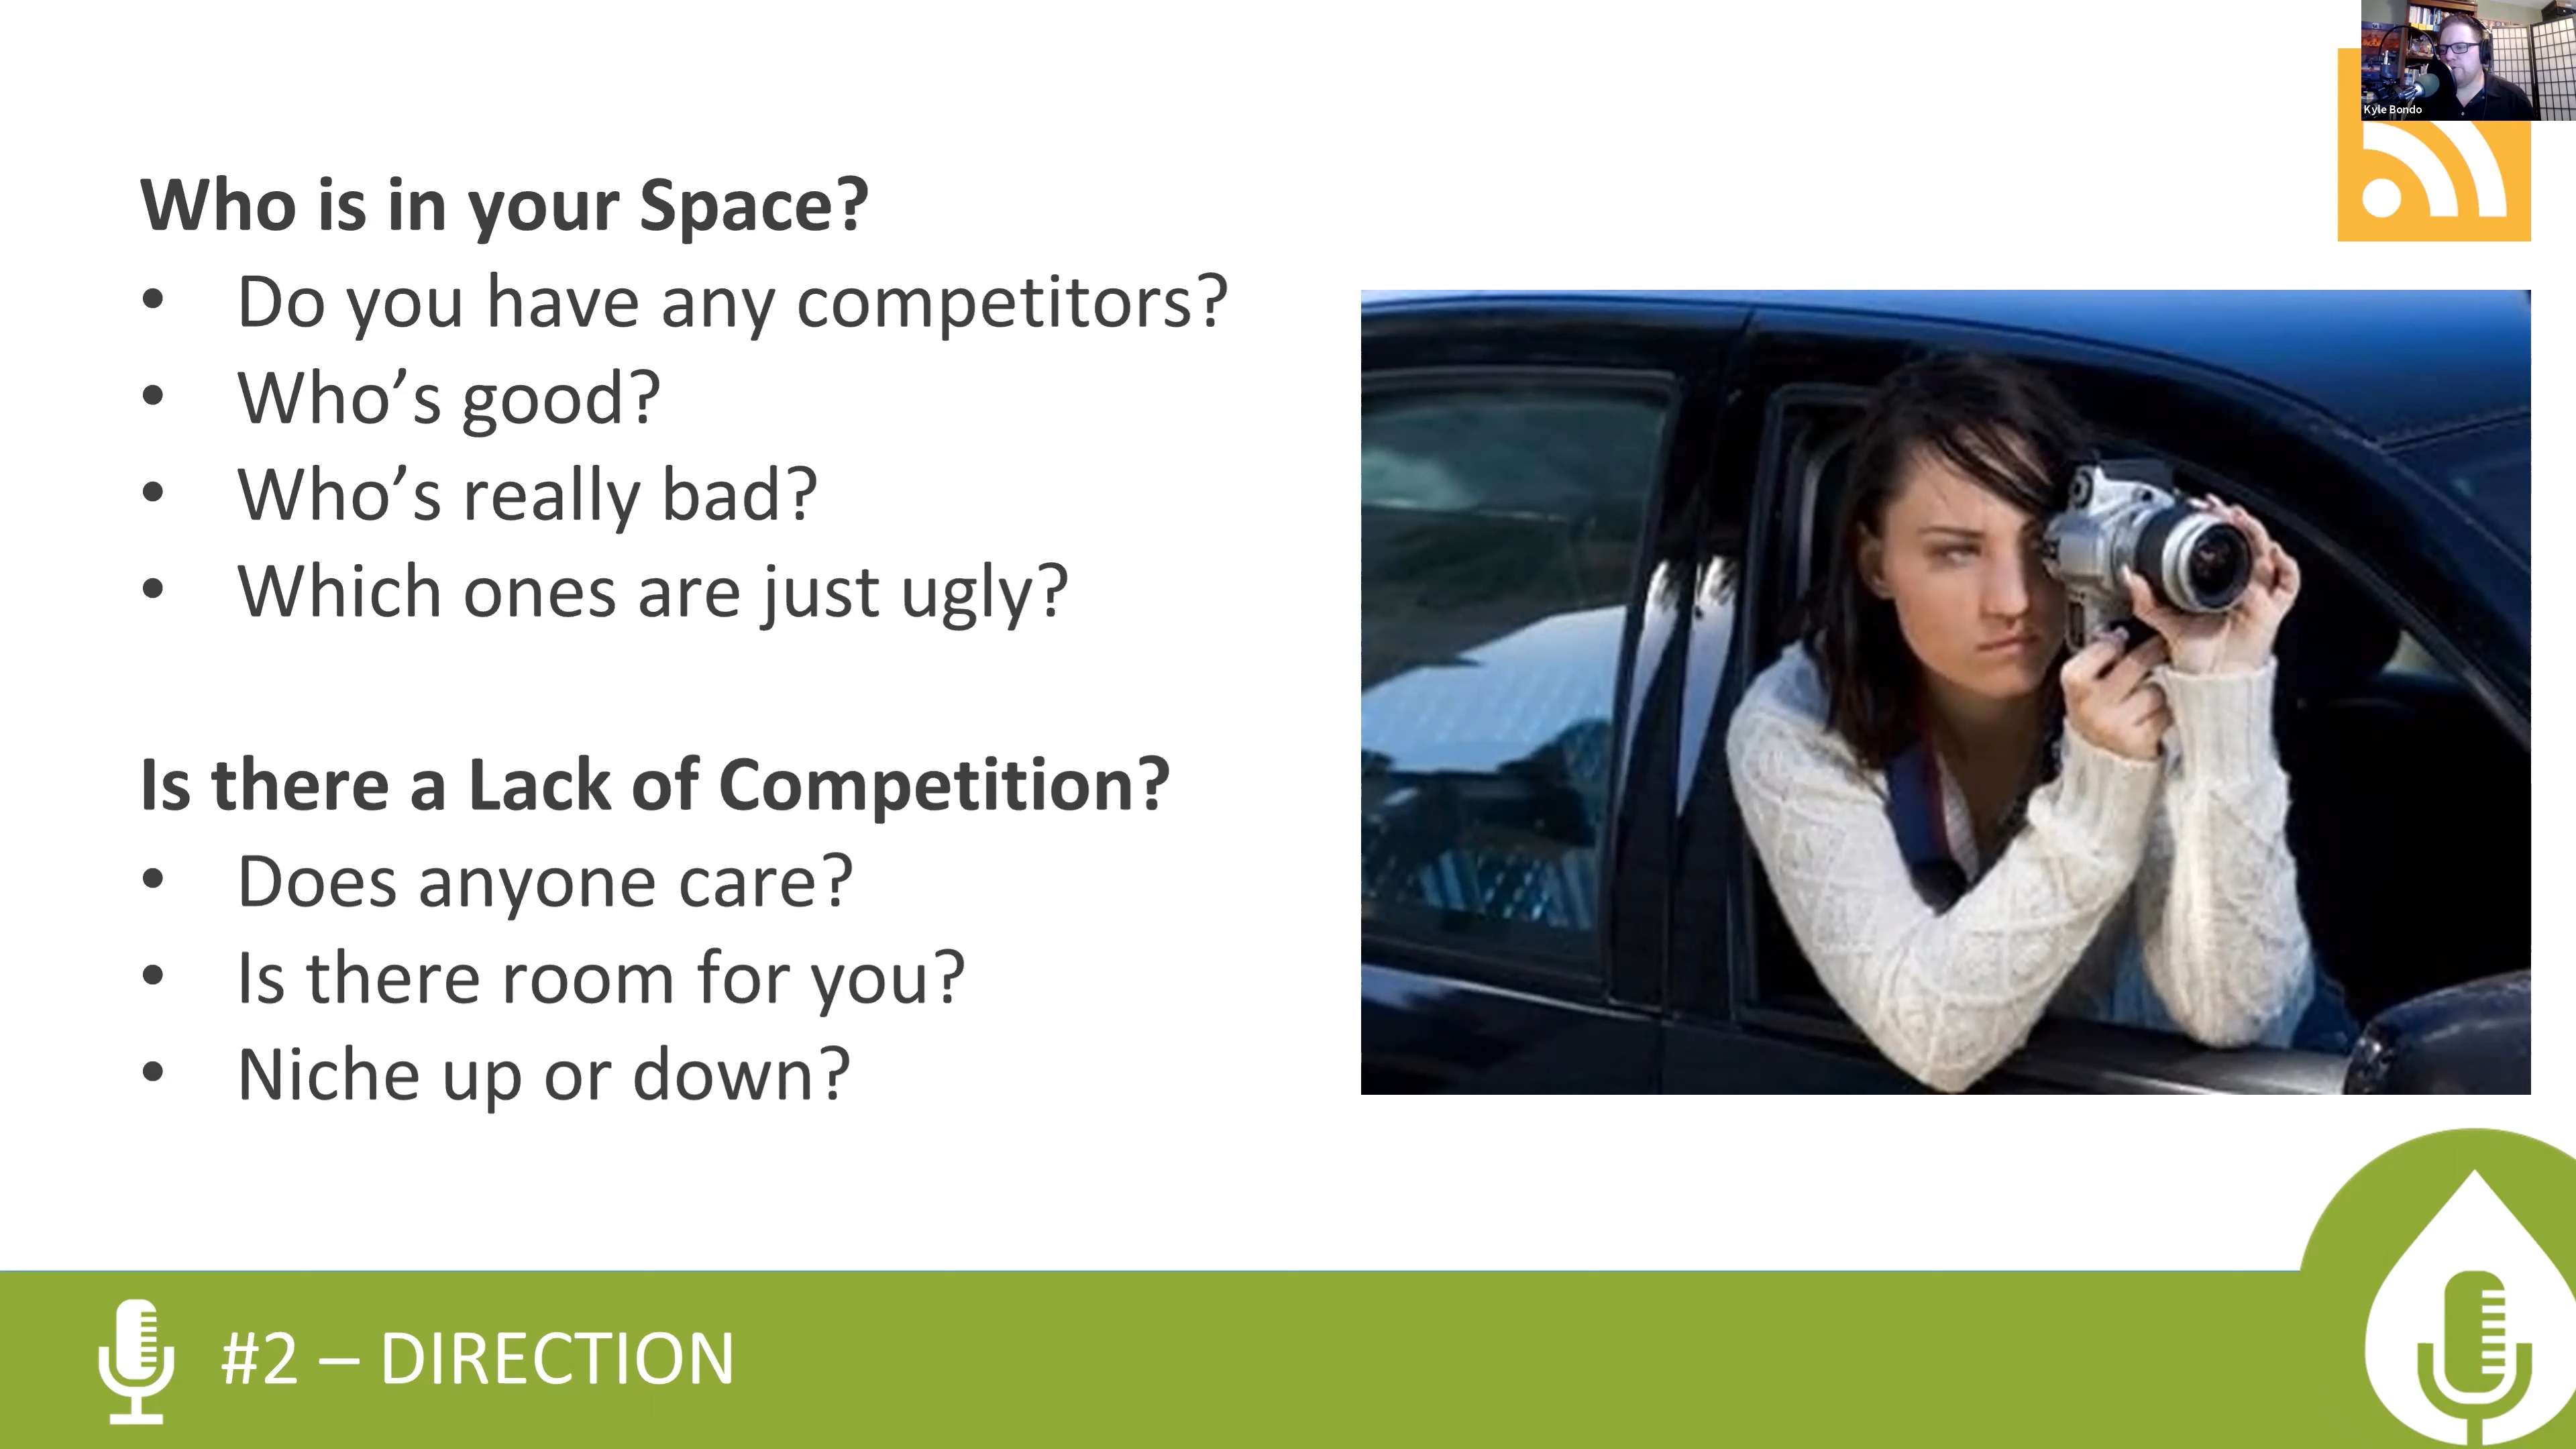 Kyle Bondo
Who is in your Space?
• Do you have any competitors?
• Who’s good?
• Who’s really bad?
• Which ones are just ugly?
Is there a Lack of Competition?
• Does anyone care?
• Is there room for you?
• Niche up or down?
#2 – DIRECTION